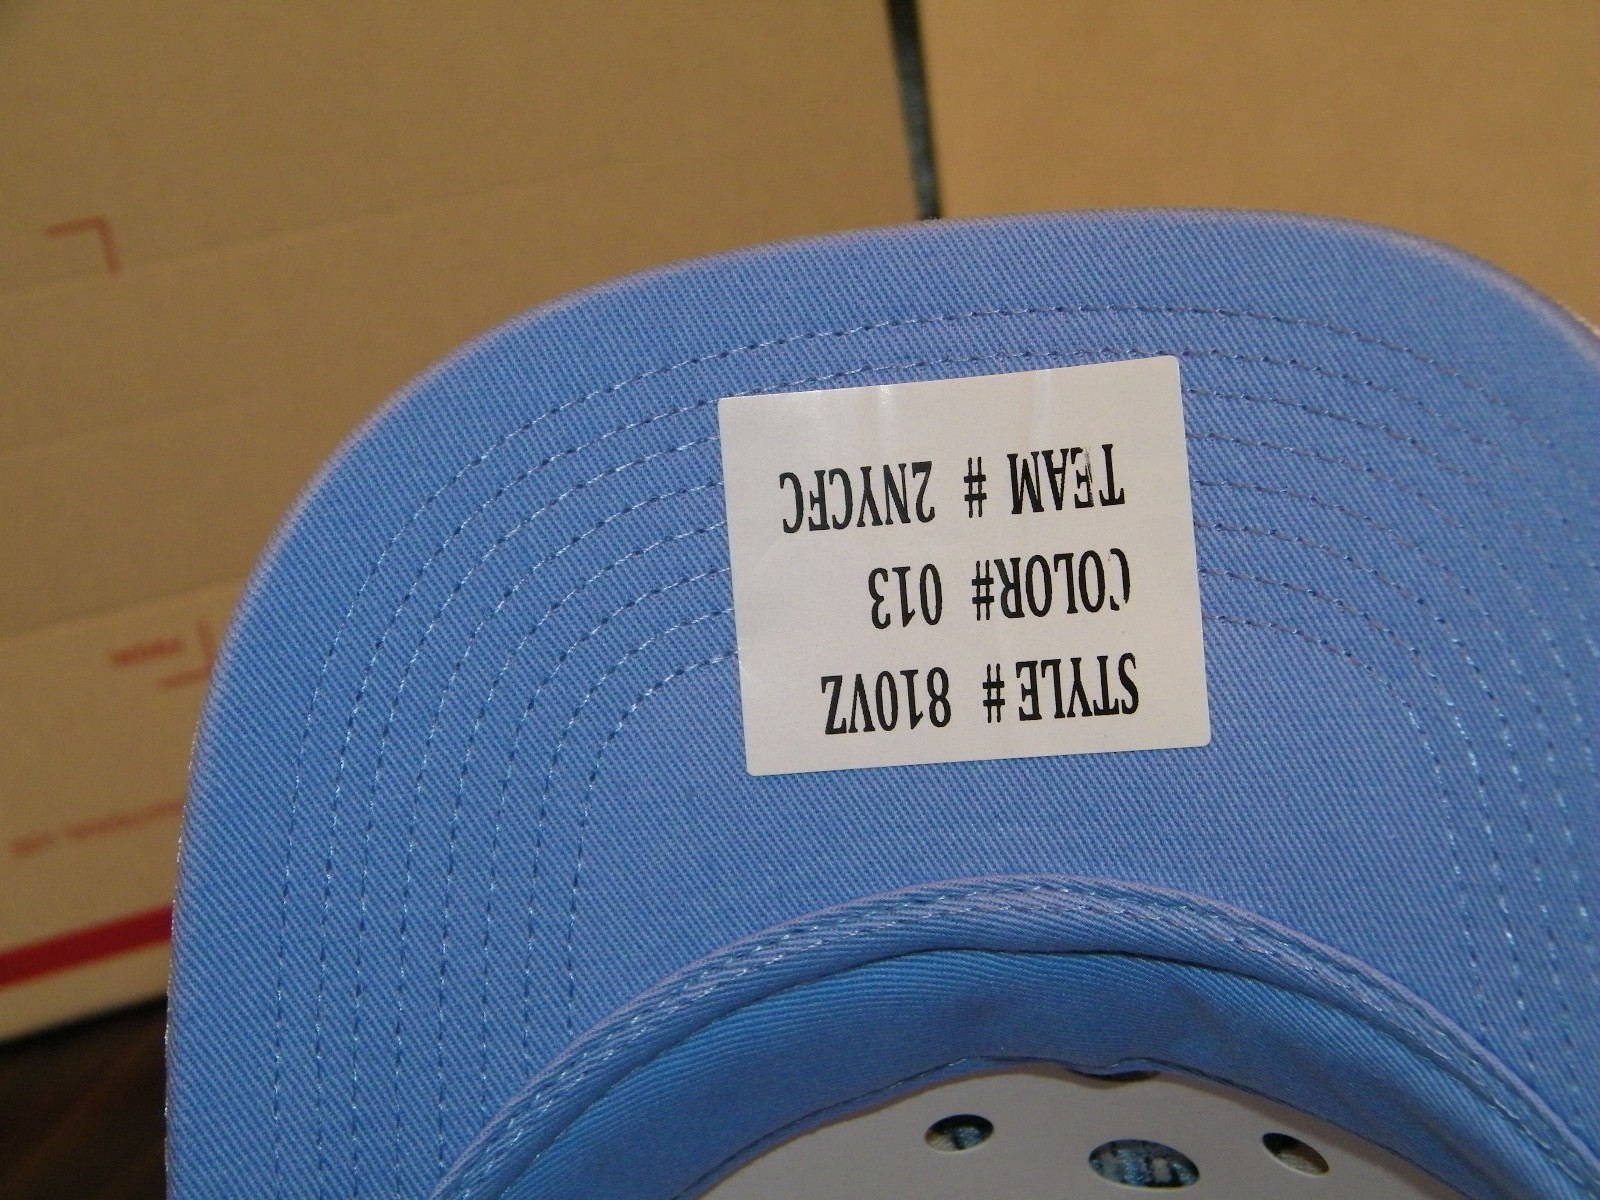 STYLE # 810VZ
COLOR# 013
TEAM # 2NYCFC